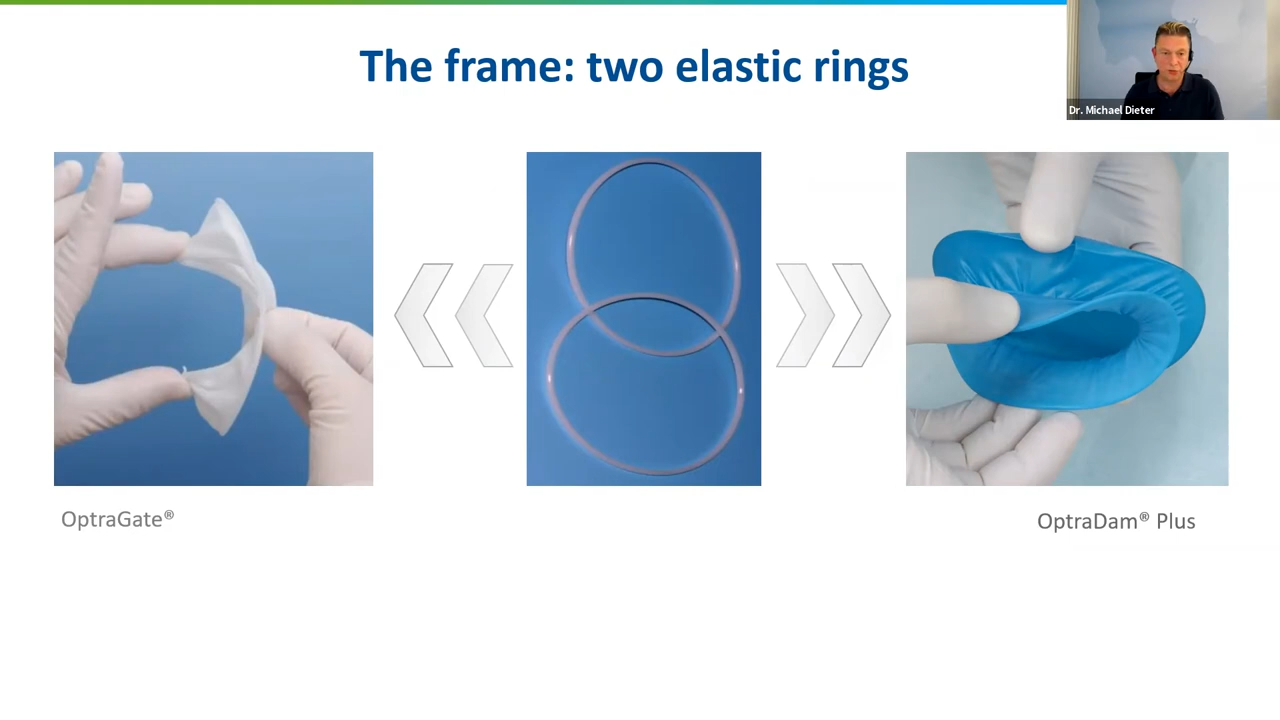 The frame: two elastic rings
Dr. Michael Dieter
OptraGate®
OptraDam® Plus